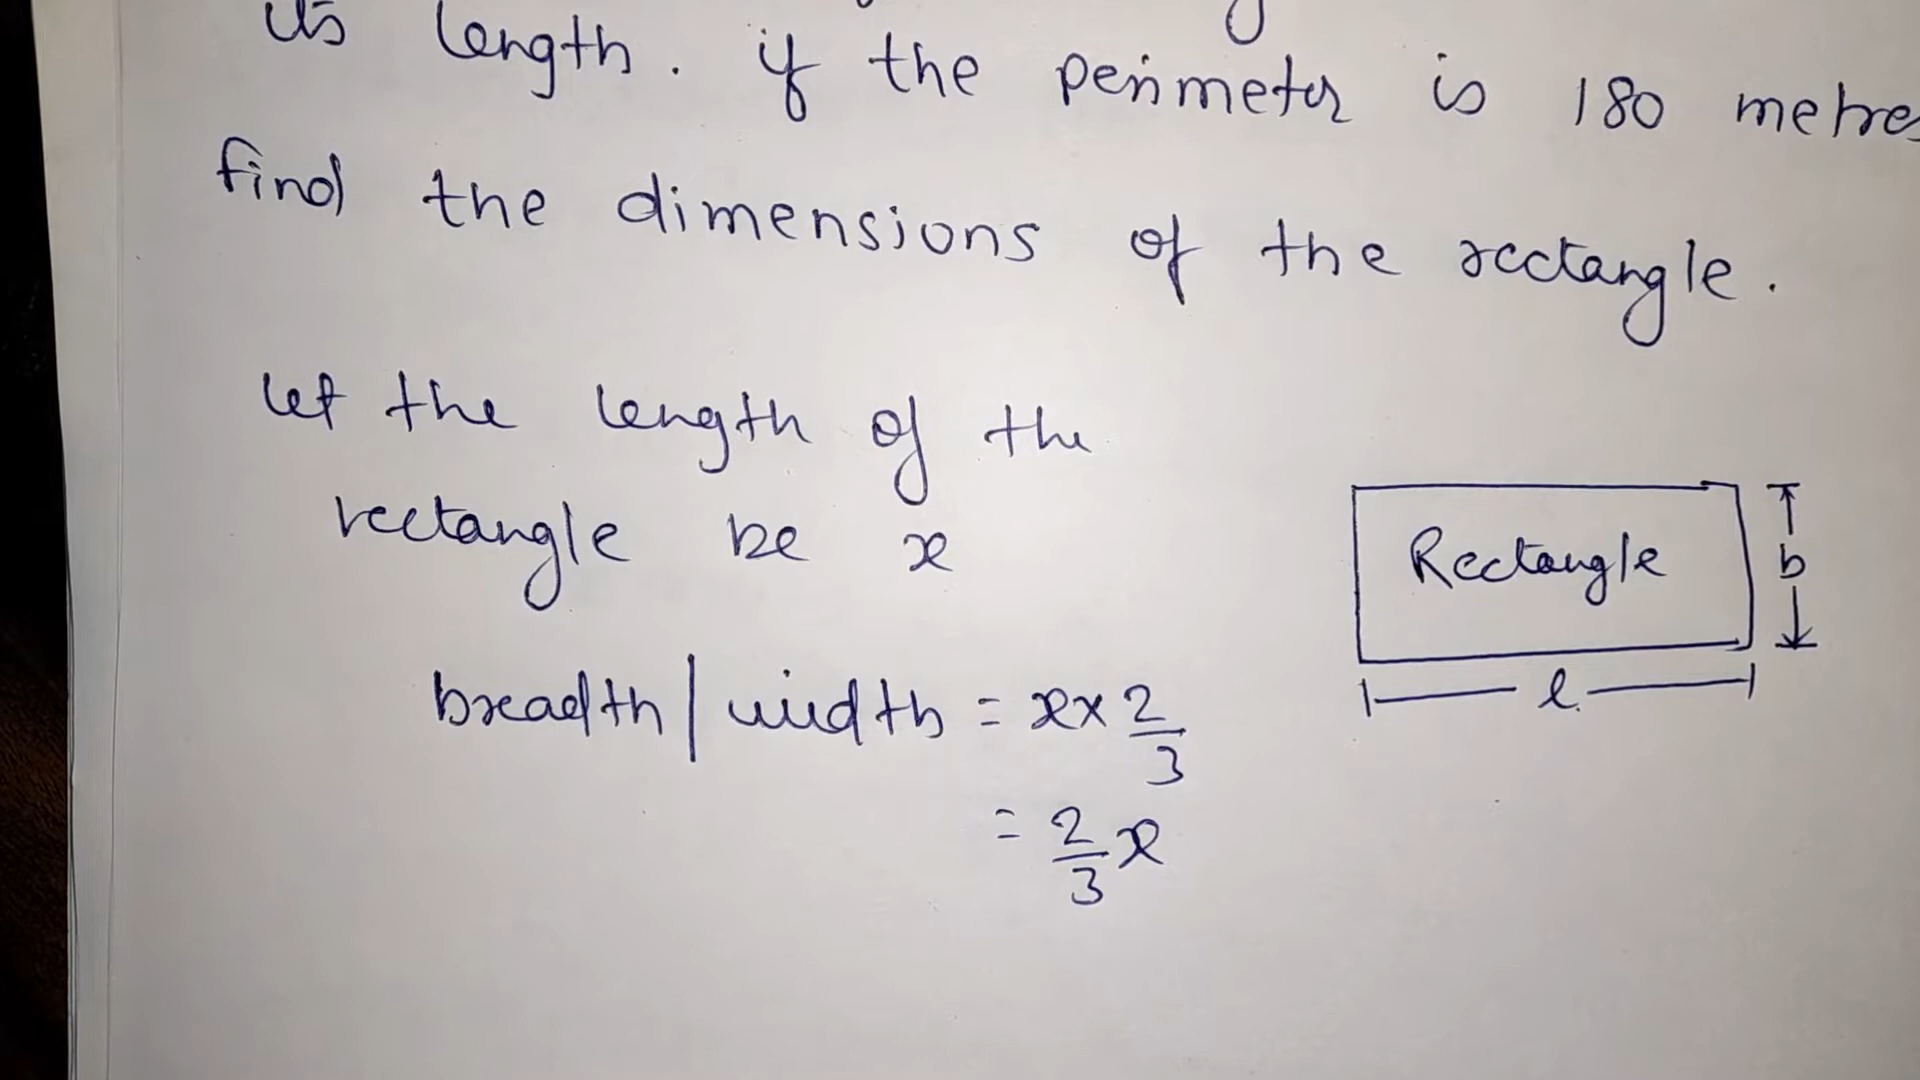 its length. if the perimeter is 180 metres
find the dimensions of the rectangle.
let the length of the
rectangle be x
Rectangle
b
l
breadth | width = x × 2/3
= 2/3 x